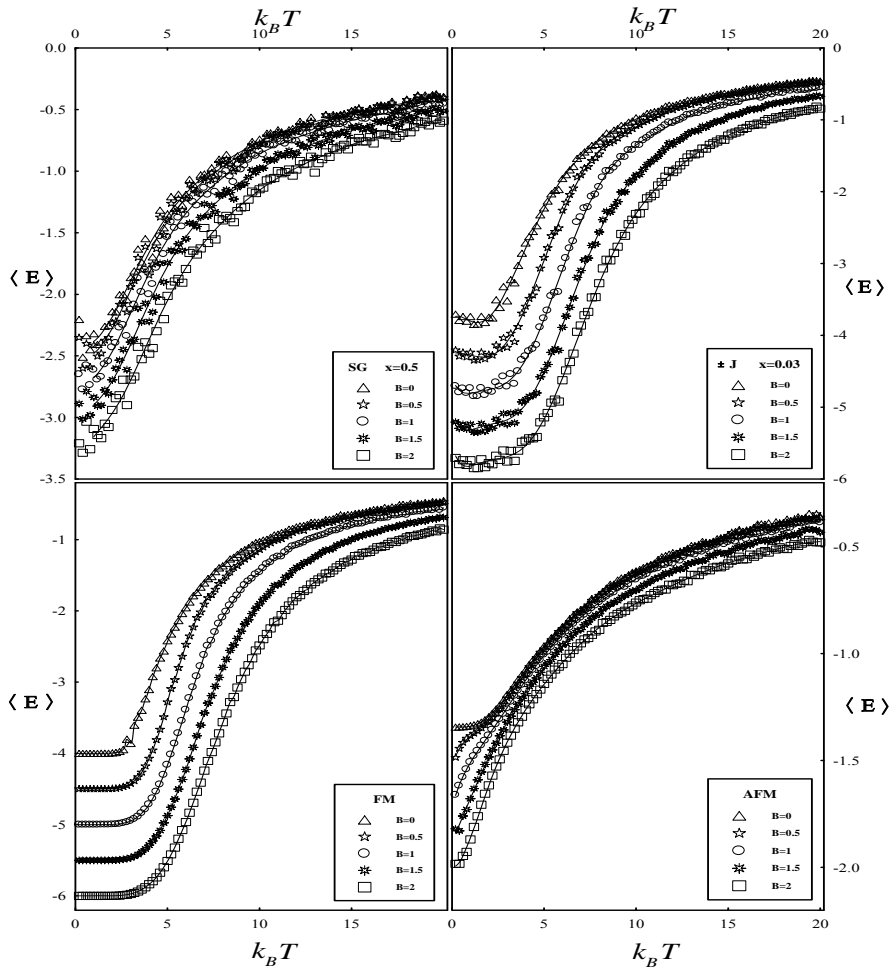 k_B T k_B T
0 5 10 15 0 5 10 15 20
0.0
-0.5
-1.0
-1.5
-2.0
-2.5
-3.0
-3.5
⟨ E ⟩
SG x=0.5
B=0
B=0.5
B=1
B=1.5
B=2
0
-1
-2
-3
-4
-5
-6
⟨ E ⟩
± J x=0.03
B=0
B=0.5
B=1
B=1.5
B=2
-1
-2
-3
-4
-5
-6
⟨ E ⟩
FM
B=0
B=0.5
B=1
B=1.5
B=2
-0.5
-1.0
-1.5
-2.0
⟨ E ⟩
AFM
B=0
B=0.5
B=1
B=1.5
B=2
0 5 10 15 0 5 10 15 20
k_B T k_B T